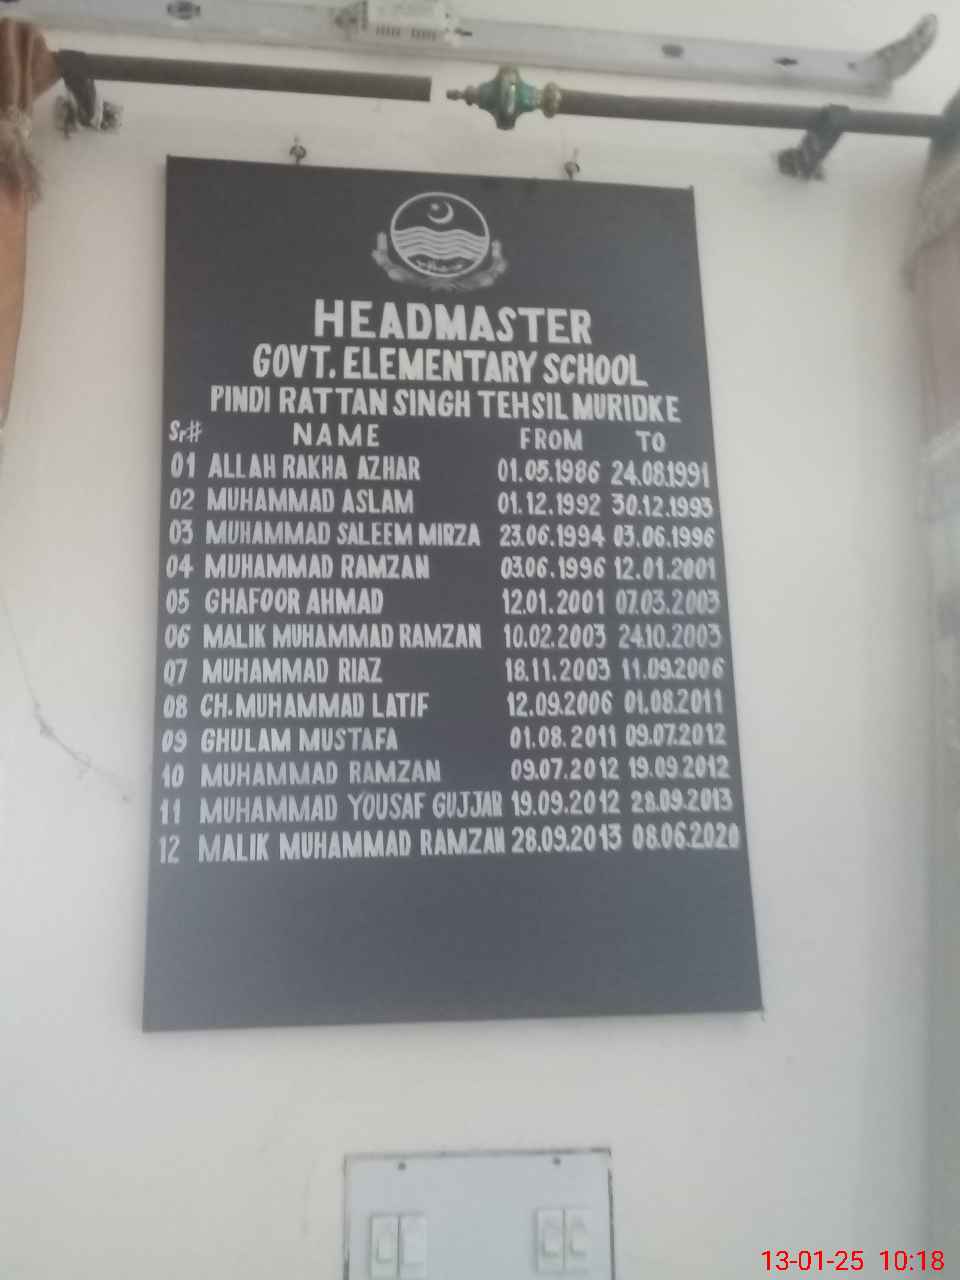 HEADMASTER
GOVT. ELEMENTARY SCHOOL
PINDI RATTAN SINGH TEHSIL MURIDKE
Sr# NAME FROM TO
01 ALLAH RAKHA AZHAR 01.05.1986 24.08.1991
02 MUHAMMAD ASLAM 01.12.1992 30.12.1993
03 MUHAMMAD SALEEM MIRZA 23.06.1994 03.06.1996
04 MUHAMMAD RAMZAN 03.06.1996 12.01.2001
05 GHAFOOR AHMAD 12.01.2001 07.03.2003
06 MALIK MUHAMMAD RAMZAN 10.02.2003 24.10.2003
07 MUHAMMAD RIAZ 18.11.2003 11.09.2006
08 CH.MUHAMMAD LATIF 12.09.2006 01.08.2011
09 GHULAM MUSTAFA 01.08.2011 09.07.2012
10 MUHAMMAD RAMZAN 09.07.2012 19.09.2012
11 MUHAMMAD YOUSAF GUJJAR 19.09.2012 28.09.2013
12 MALIK MUHAMMAD RAMZAN 28.09.2013 08.06.2020
13-01-25 10:18